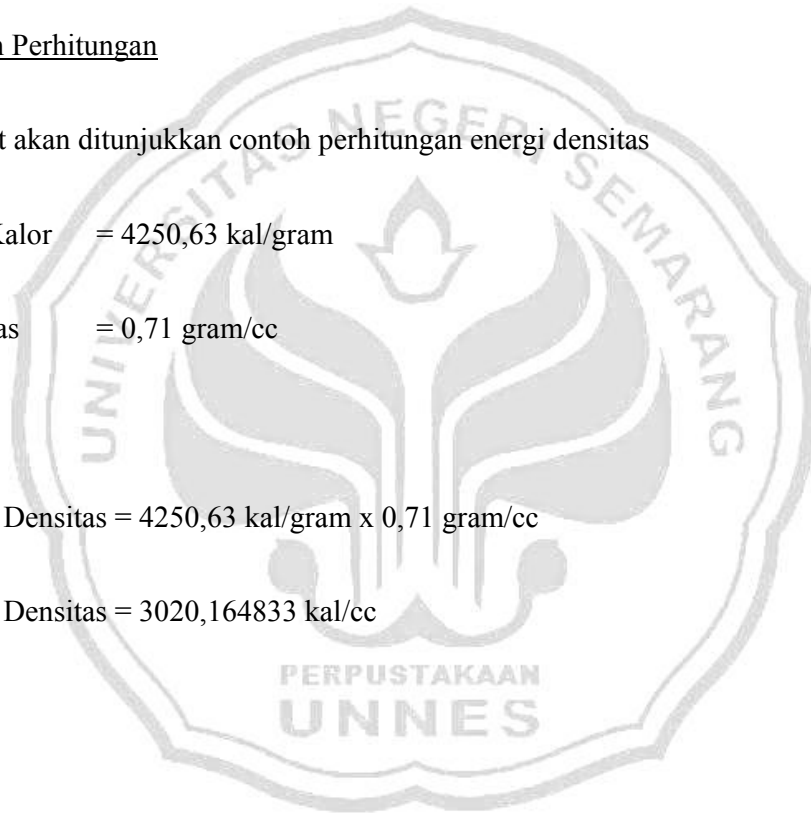 n Perhitungan
t akan ditunjukkan contoh perhitungan energi densitas
Kalor = 4250,63 kal/gram
as = 0,71 gram/cc
Densitas = 4250,63 kal/gram x 0,71 gram/cc
Densitas = 3020,164833 kal/cc
UNIVERSITAS NEGERI SEMARANG
PERPUSTAKAAN
UNNES